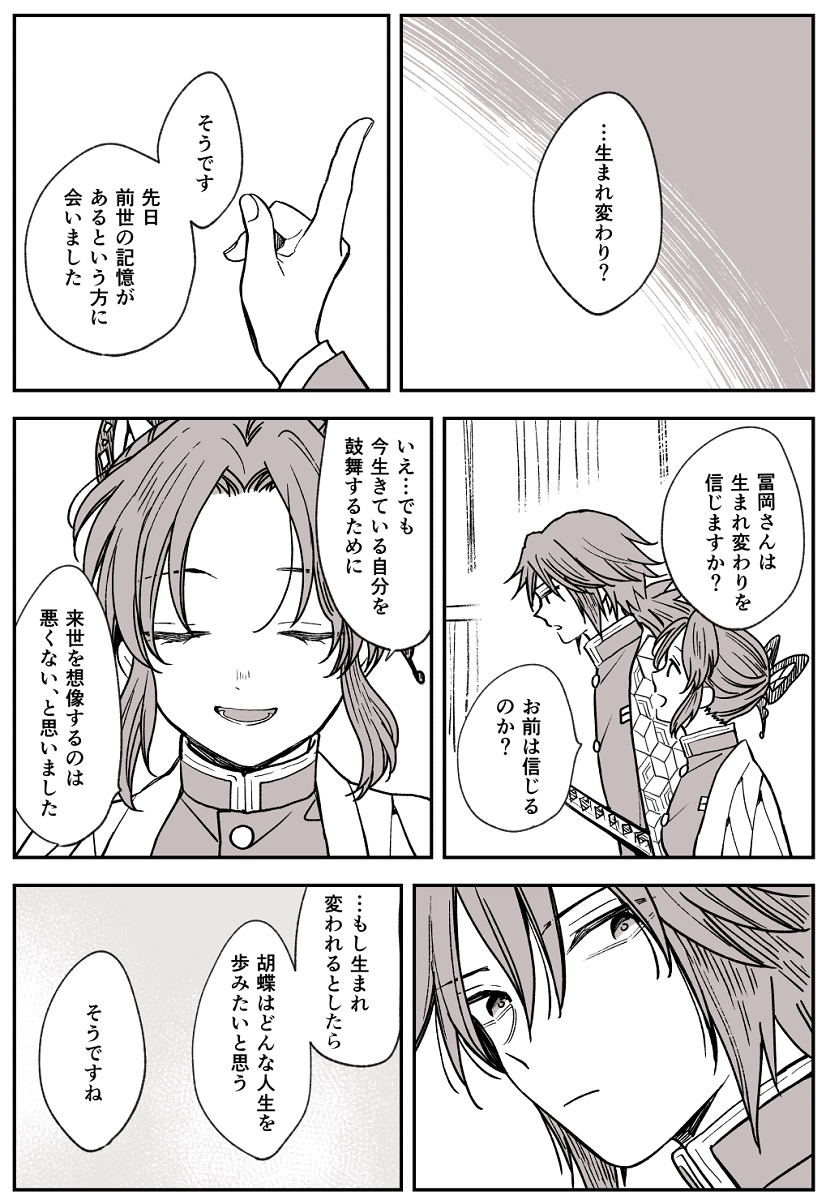 …生まれ変わり？
そうです
先日
前世の記憶が
あるという方に
会いました
冨岡さんは
生まれ変わりを
信じますか？
お前は信じる
のか？
いえ…でも
今生きている自分を
鼓舞するために
来世を想像するのは
悪くない、と思いました
…もし生まれ
変われるとしたら
胡蝶はどんな人生を
歩みたいと思う
そうですね